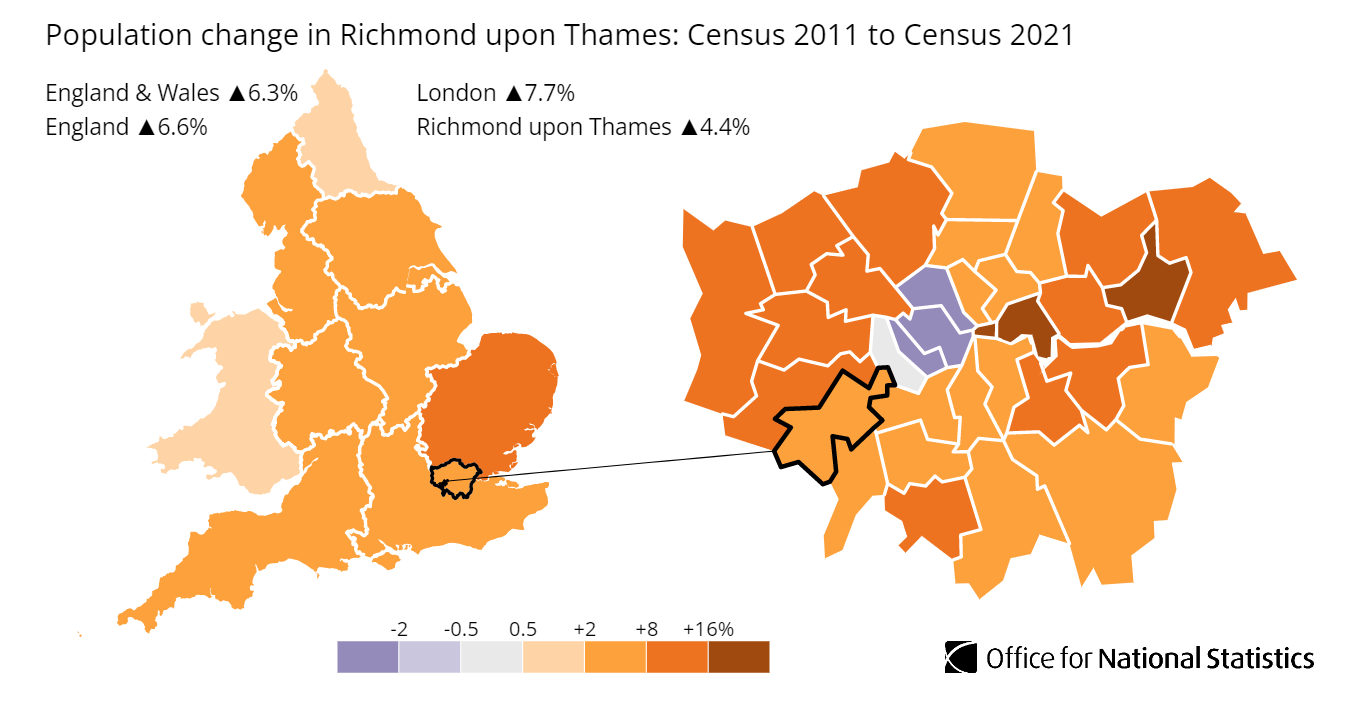 Population change in Richmond upon Thames: Census 2011 to Census 2021
England & Wales ▲6.3%
London ▲7.7%
England ▲6.6%
Richmond upon Thames ▲4.4%
-2 -0.5 0.5 +2 +8 +16%
Office for National Statistics